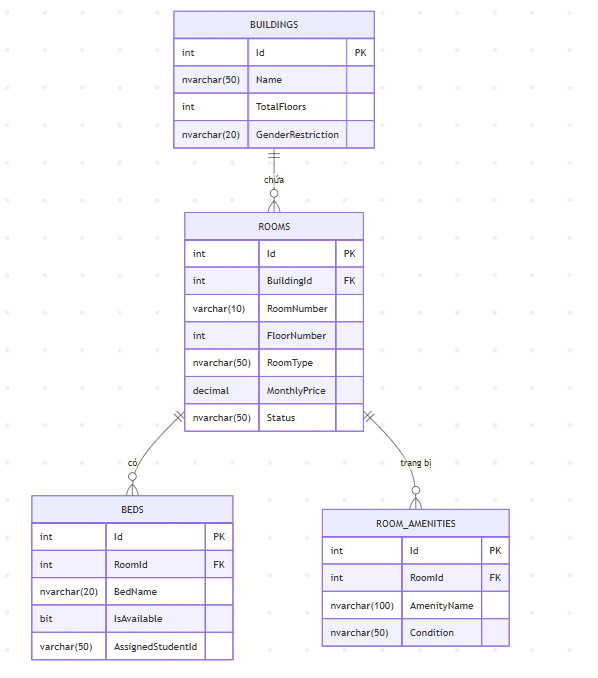 BUILDINGS
int Id PK
nvarchar(50) Name
int TotalFloors
nvarchar(20) GenderRestriction
chứa
ROOMS
int Id PK
int BuildingId FK
varchar(10) RoomNumber
int FloorNumber
nvarchar(50) RoomType
decimal MonthlyPrice
nvarchar(50) Status
có
trang bị
BEDS
int Id PK
int RoomId FK
nvarchar(20) BedName
bit IsAvailable
varchar(50) AssignedStudentId
ROOM_AMENITIES
int Id PK
int RoomId FK
nvarchar(100) AmenityName
nvarchar(50) Condition